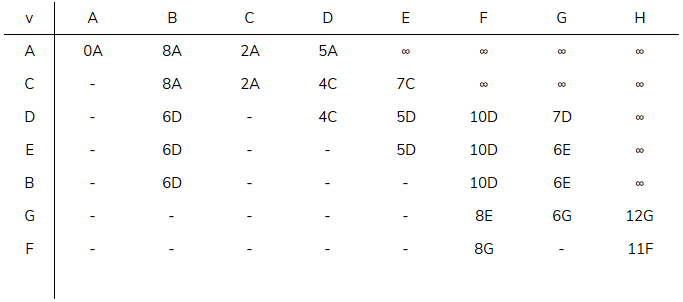 v A B C D E F G H
A 0A 8A 2A 5A ∞ ∞ ∞ ∞
C - 8A 2A 4C 7C ∞ ∞ ∞
D - 6D - 4C 5D 10D 7D ∞
E - 6D - - 5D 10D 6E ∞
B - 6D - - - 10D 6E ∞
G - - - - - 8E 6G 12G
F - - - - - 8G - 11F